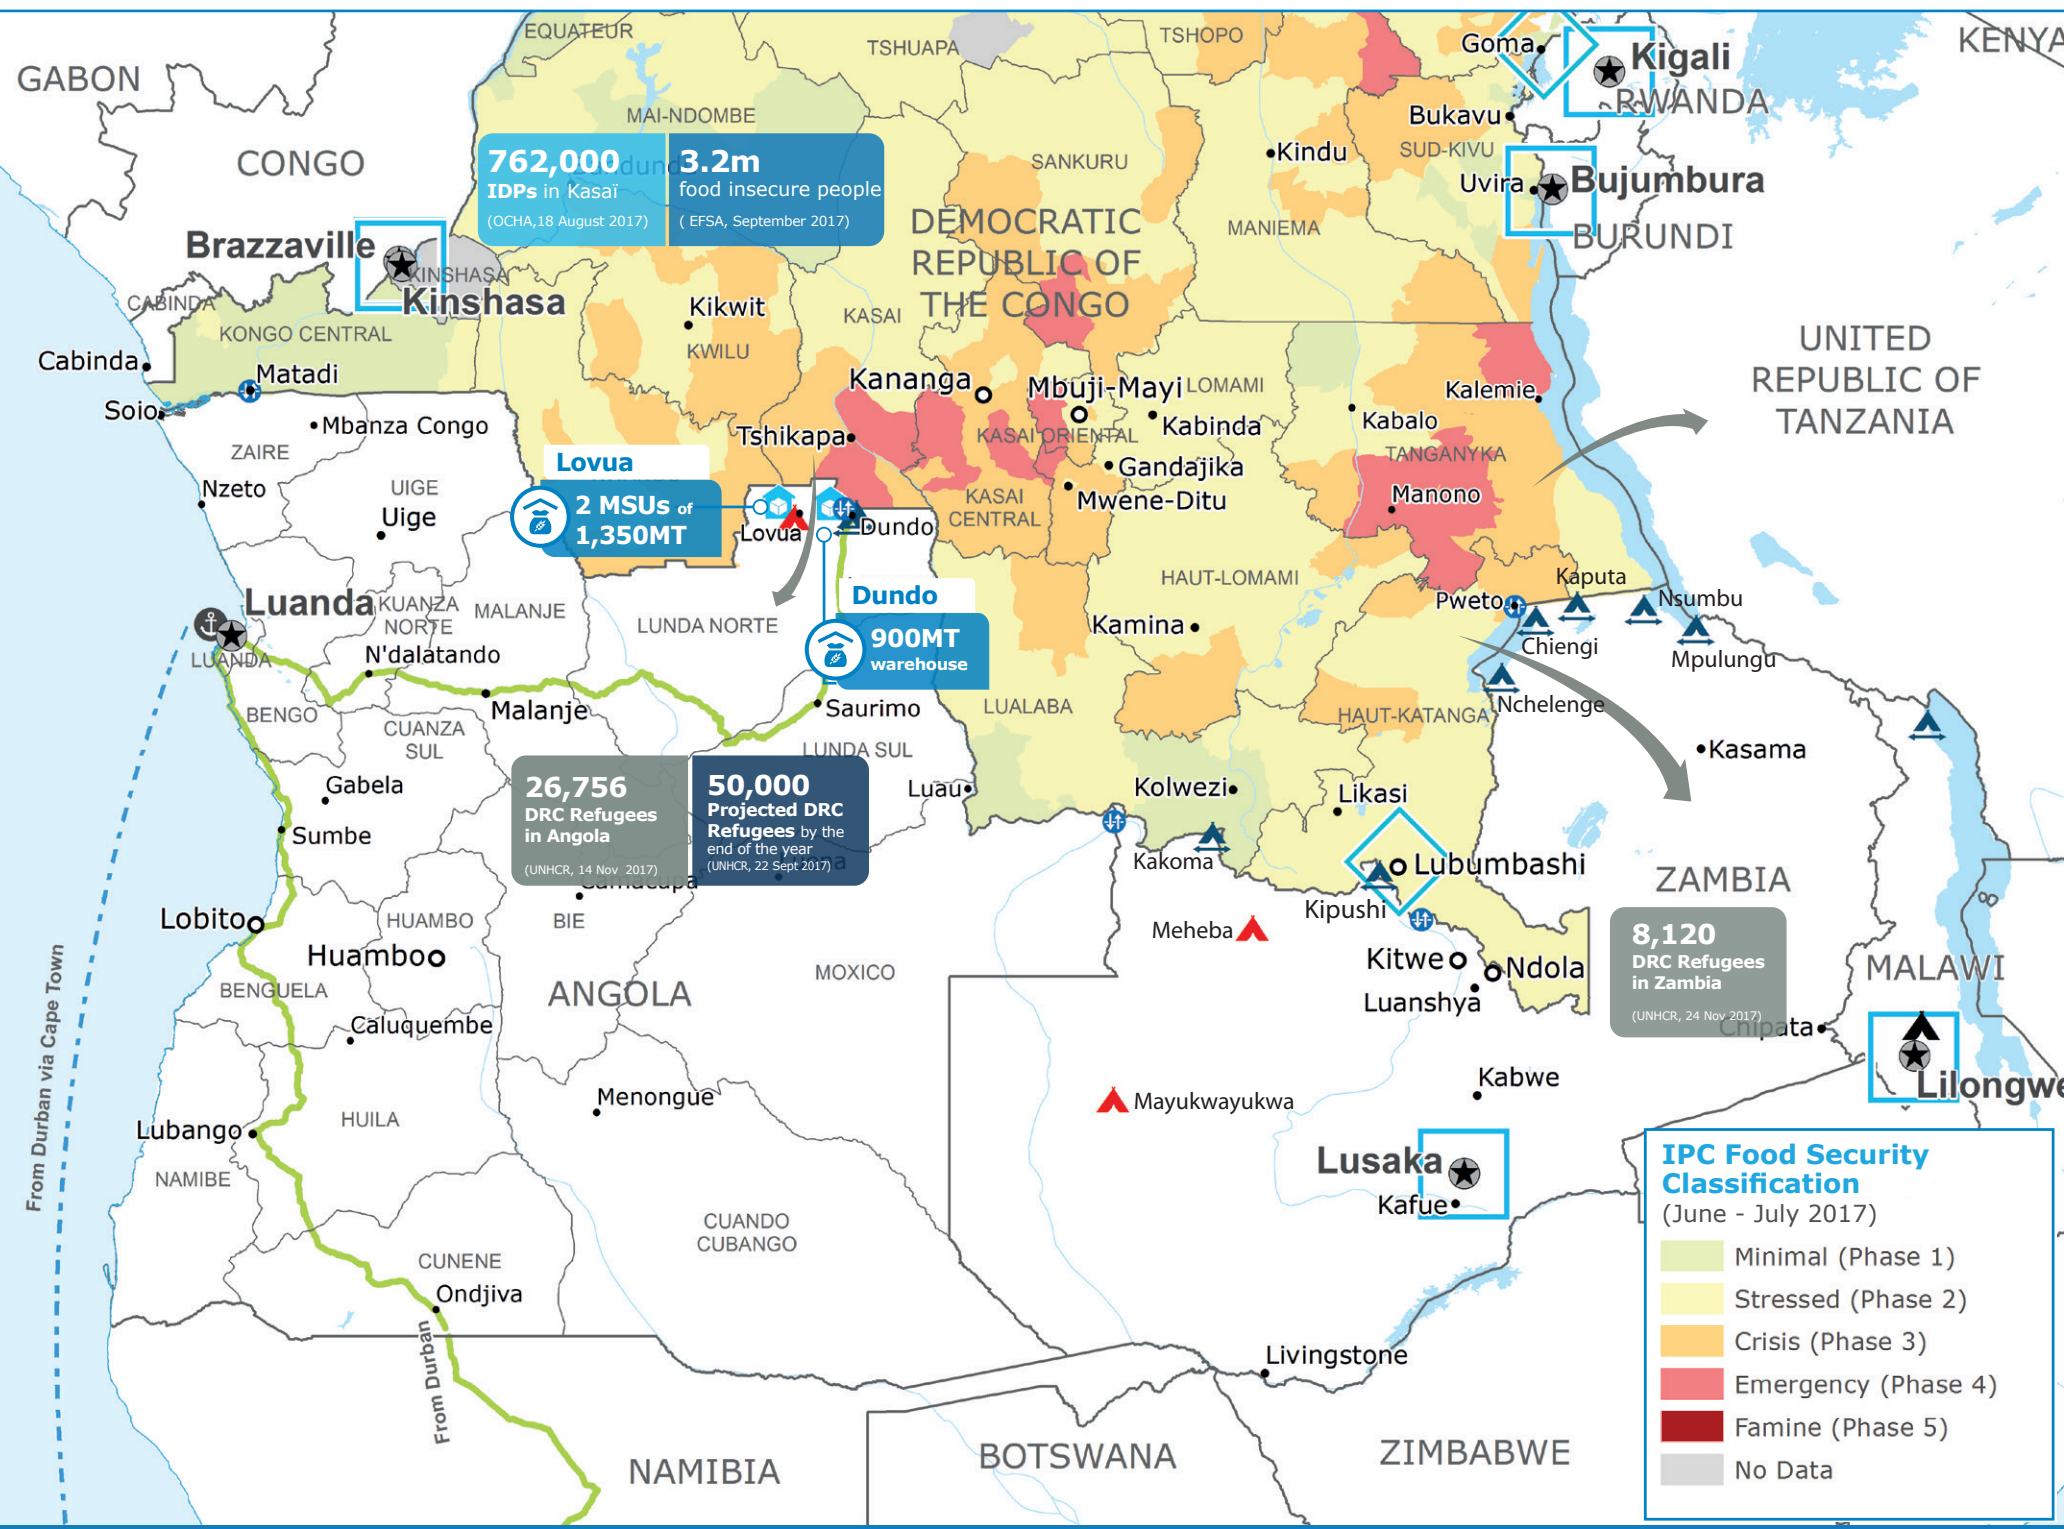 EQUATEUR
TSHUAPA
TSHOPO
Goma
Kigali
KENYA
GABON
RWANDA
MAI-NDOMBE
Bukavu
CONGO
762,000
IDPs in Kasaï
(OCHA,18 August 2017)
3.2m
food insecure people
( EFSA, September 2017)
SANKURU
Kindu
SUD-KIVU
Uvira
Bujumbura
DEMOCRATIC
REPUBLIC OF
THE CONGO
MANIEMA
BURUNDI
Brazzaville
KINSHASA
Kinshasa
CABINDA
KONGO CENTRAL
Kikwit
KASAI
KWILU
UNITED
REPUBLIC OF
TANZANIA
Cabinda
Matadi
Soio
Kananga
Mbuji-Mayi
LOMAMI
Kalemie
Kabalo
Mbanza Congo
Tshikapa
KASAI ORIENTAL
Kabinda
TANGANYIKA
ZAIRE
Lovua
2 MSUs of
1,350MT
Gandajika
Nzeto
UIGE
Uige
KASAI
CENTRAL
Mwene-Ditu
Manono
Lovua
Dundo
HAUT-LOMAMI
Kaputa
Luanda
KUANZA
NORTE
MALANJE
LUNDA NORTE
Dundo
900MT
warehouse
Kamina
Pweto
Nsumbu
Chiengi
Mpulungu
LUANDA
N'dalatando
Nchelenge
BENGO
Malanje
Saurimo
LUALABA
HAUT-KATANGA
CUANZA
SUL
LUNDA SUL
Kasama
26,756
DRC Refugees
in Angola
(UNHCR, 14 Nov 2017)
50,000
Projected DRC
Refugees by the
end of the year
(UNHCR, 22 Sept 2017)
Gabela
Luau
Kolwezi
Likasi
Sumbe
Kakoma
Lubumbashi
ZAMBIA
Camacupa
Kipushi
Lobito
HUAMBO
BIE
Meheba
8,120
DRC Refugees
in Zambia
(UNHCR, 24 Nov 2017)
Huambo
MOXICO
Kitwe
Ndola
MALAWI
BENGUELA
ANGOLA
Luanshya
Caluquembe
Chipata
From Durban via Cape Town
Menongue
Mayukwayukwa
Kabwe
Lilongwe
HUILA
Lubango
NAMIBE
Lusaka
Kafue
CUANDO
CUBANGO
CUNENE
Ondjiva
From Durban
Livingstone
NAMIBIA
BOTSWANA
ZIMBABWE
IPC Food Security
Classification
(June - July 2017)
Minimal (Phase 1)
Stressed (Phase 2)
Crisis (Phase 3)
Emergency (Phase 4)
Famine (Phase 5)
No Data